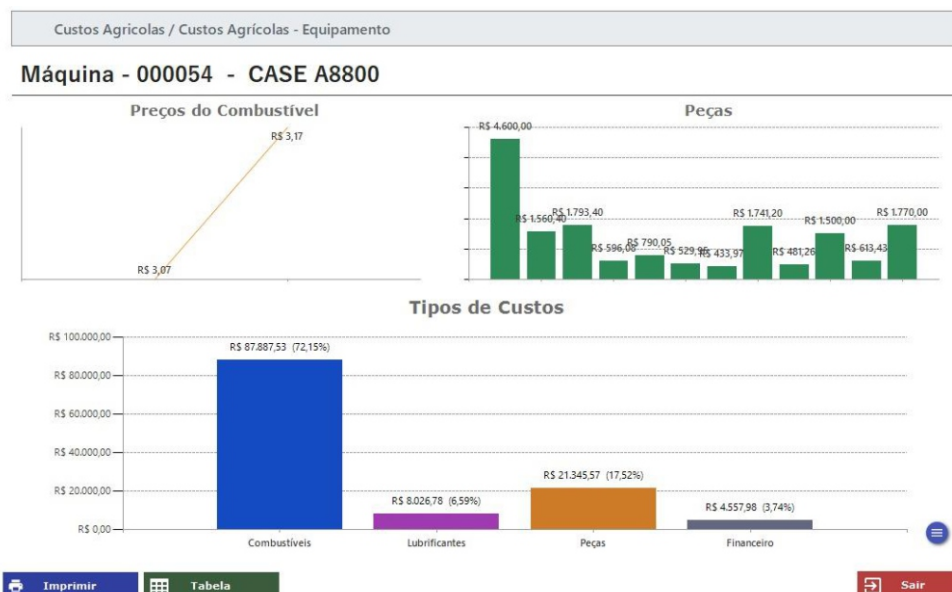 Custos Agricolas / Custos Agrícolas - Equipamento
Máquina - 000054 - CASE A8800
Preços do Combustível
R$ 3,17
R$ 3,07
Peças
R$ 4.600,00
R$ 1.560,40
R$ 1.793,40
R$ 596,08
R$ 790,05
R$ 529,95
R$ 433,97
R$ 1.741,20
R$ 481,26
R$ 1.500,00
R$ 613,43
R$ 1.770,00
Tipos de Custos
R$ 100.000,00
R$ 80.000,00
R$ 60.000,00
R$ 40.000,00
R$ 20.000,00
R$ 0,00
R$ 87.887,53 (72,15%)
R$ 8.026,78 (6,59%)
R$ 21.345,57 (17,52%)
R$ 4.557,98 (3,74%)
Combustíveis
Lubrificantes
Peças
Financeiro
Imprimir
Tabela
Sair